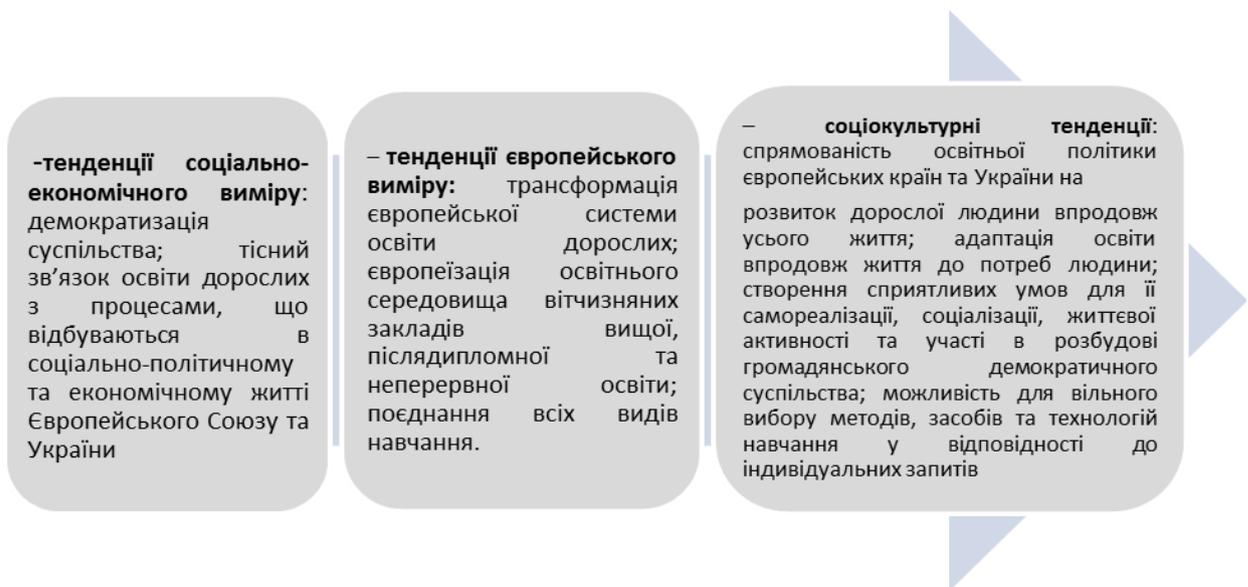 -тенденції соціально-
економічного виміру:
демократизація
суспільства; тісний
зв’язок освіти дорослих
з процесами, що
відбуваються в
соціально-політичному
та економічному житті
Європейського Союзу та
України
– тенденції європейського
виміру: трансформація
європейської системи
освіти дорослих;
європеїзація освітнього
середовища вітчизняних
закладів вищої,
післядипломної та
неперервної освіти;
поєднання всіх видів
навчання.
– соціокультурні тенденції:
спрямованість освітньої політики
європейських країн та України на
розвиток дорослої людини впродовж
усього життя; адаптація освіти
впродовж життя до потреб людини;
створення сприятливих умов для її
самореалізації, соціалізації, життєвої
активності та участі в розбудові
громадянського демократичного
суспільства; можливість для вільного
вибору методів, засобів та технологій
навчання у відповідності до
індивідуальних запитів